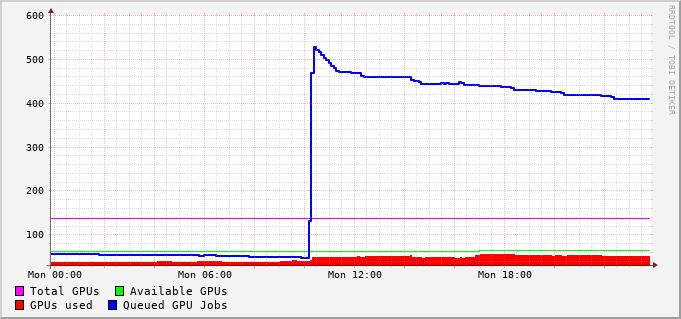 600
500
400
300
200
100
Mon 00:00 Mon 06:00 Mon 12:00 Mon 18:00
Total GPUs Available GPUs
GPUs used Queued GPU Jobs
RRDTOOL / TOBI OETIKER